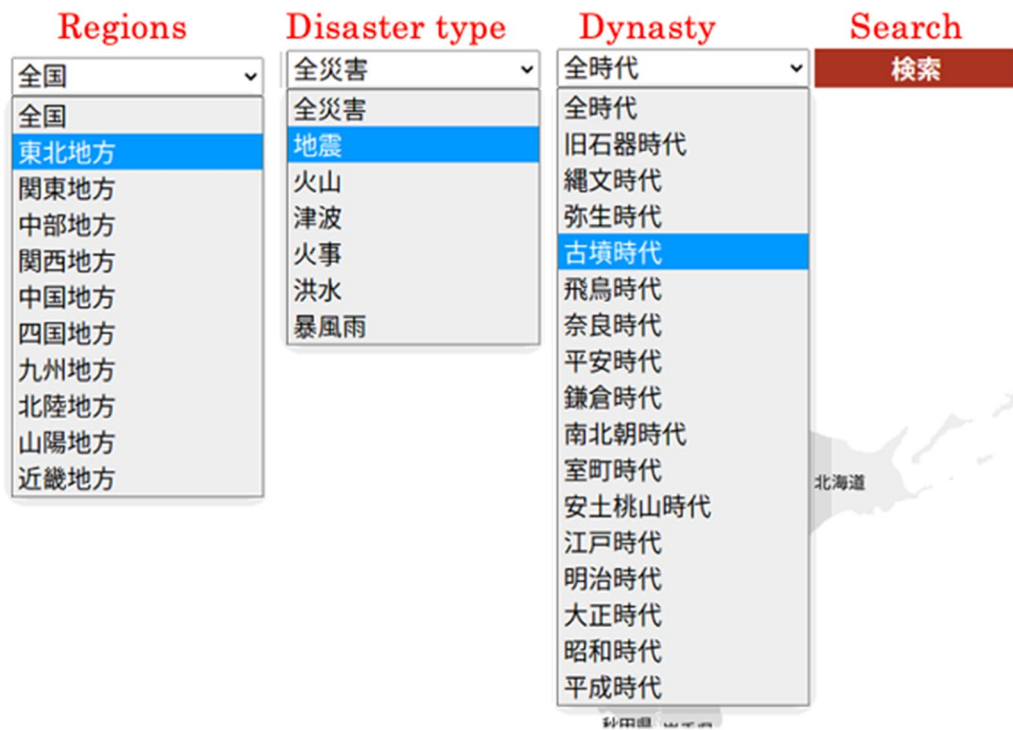 Regions
Disaster type
Dynasty
Search
全国
全国
東北地方
関東地方
中部地方
関西地方
中国地方
四国地方
九州地方
北陸地方
山陽地方
近畿地方
全災害
全災害
地震
火山
津波
火事
洪水
暴風雨
全時代
全時代
旧石器時代
縄文時代
弥生時代
古墳時代
飛鳥時代
奈良時代
平安時代
鎌倉時代
南北朝時代
室町時代
安土桃山時代
江戸時代
明治時代
大正時代
昭和時代
平成時代
検索
北海道
秋田県